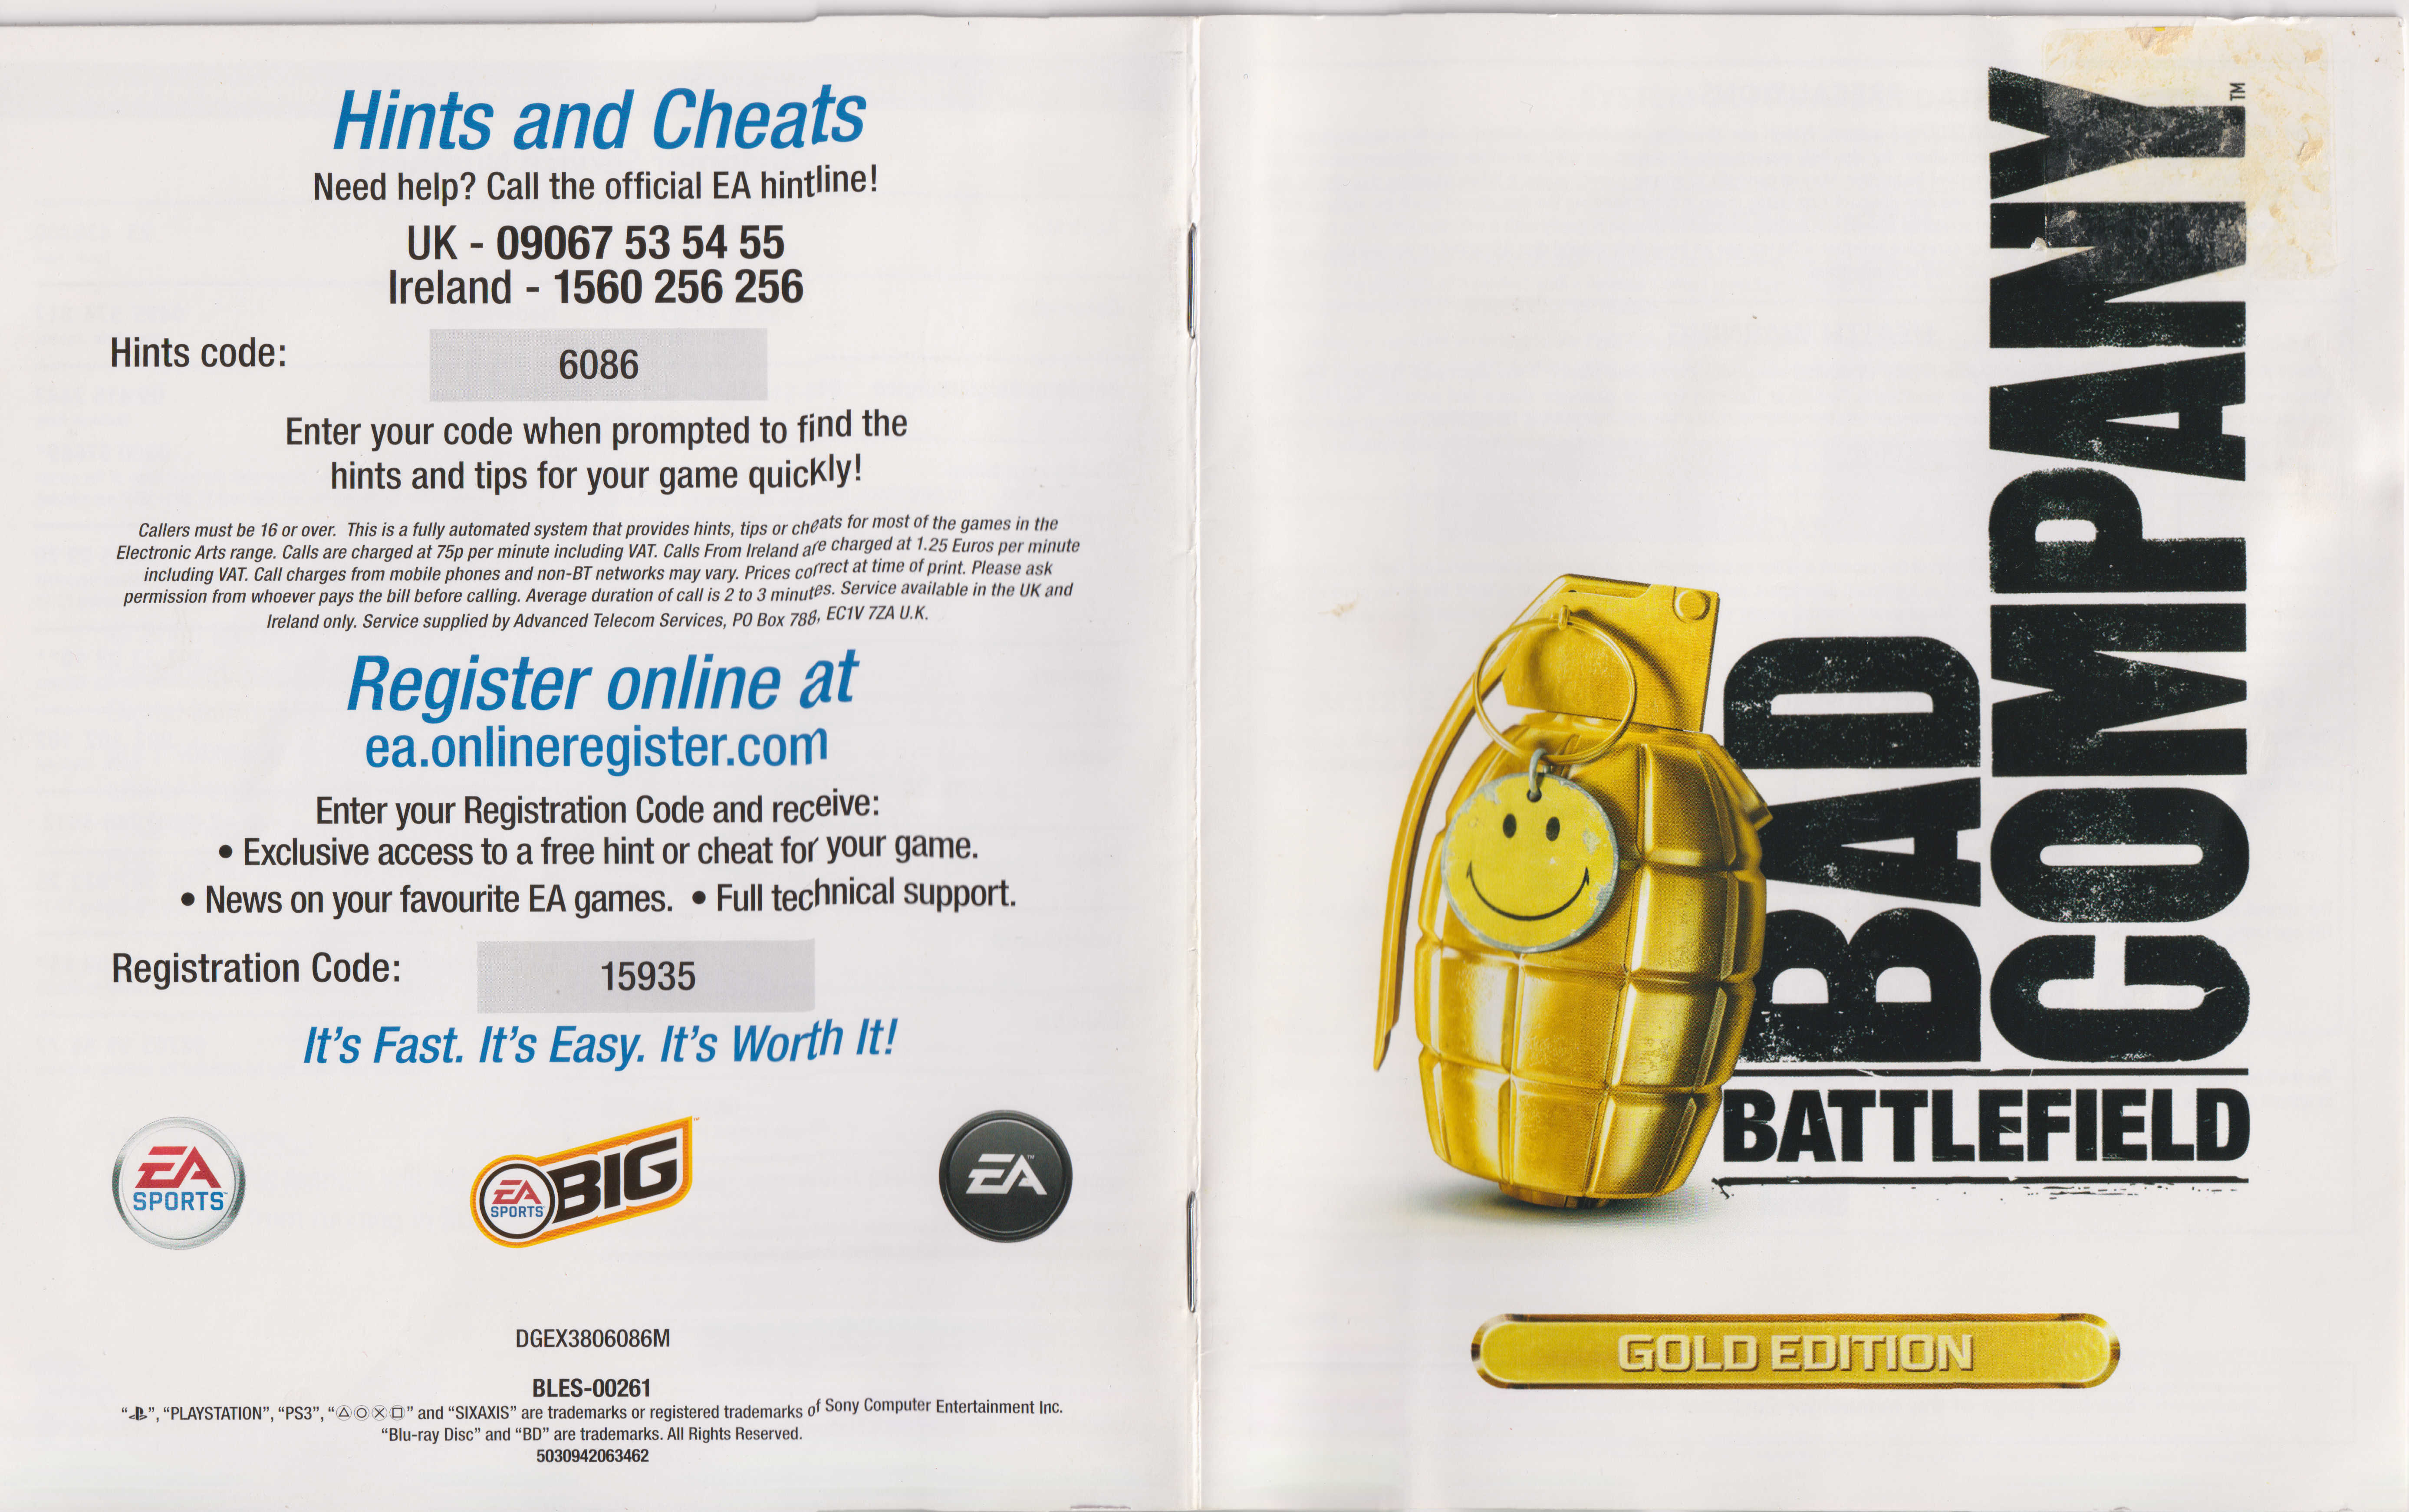 Hints and Cheats
Need help? Call the official EA hintline!
UK - 09067 53 54 55
Ireland - 1560 256 256
Hints code:
6086
Enter your code when prompted to find the
hints and tips for your game quickly!
Callers must be 16 or over. This is a fully automated system that provides hints, tips or cheats for most of the games in the
Electronic Arts range. Calls are charged at 75p per minute including VAT. Calls From Ireland are charged at 1.25 Euros per minute
including VAT. Call charges from mobile phones and non-BT networks may vary. Prices correct at time of print. Please ask
permission from whoever pays the bill before calling. Average duration of call is 2 to 3 minutes. Service available in the UK and
Ireland only. Service supplied by Advanced Telecom Services, PO Box 788, EC1V 7ZA U.K.
Register online at
ea.onlineregister.com
Enter your Registration Code and receive:
• Exclusive access to a free hint or cheat for your game.
• News on your favourite EA games. • Full technical support.
Registration Code:
15935
It's Fast. It's Easy. It's Worth It!
EA
SPORTS™
EA
SPORTS
BIG™
EA™
DGEX3806086M
BLES-00261
“ ”, “PLAYSTATION”, “PS3”, “△○✕□” and “SIXAXIS” are trademarks or registered trademarks of Sony Computer Entertainment Inc.
“Blu-ray Disc” and “BD” are trademarks. All Rights Reserved.
5030942063462
BAD
COMPANY™
BATTLEFIELD
GOLD EDITION